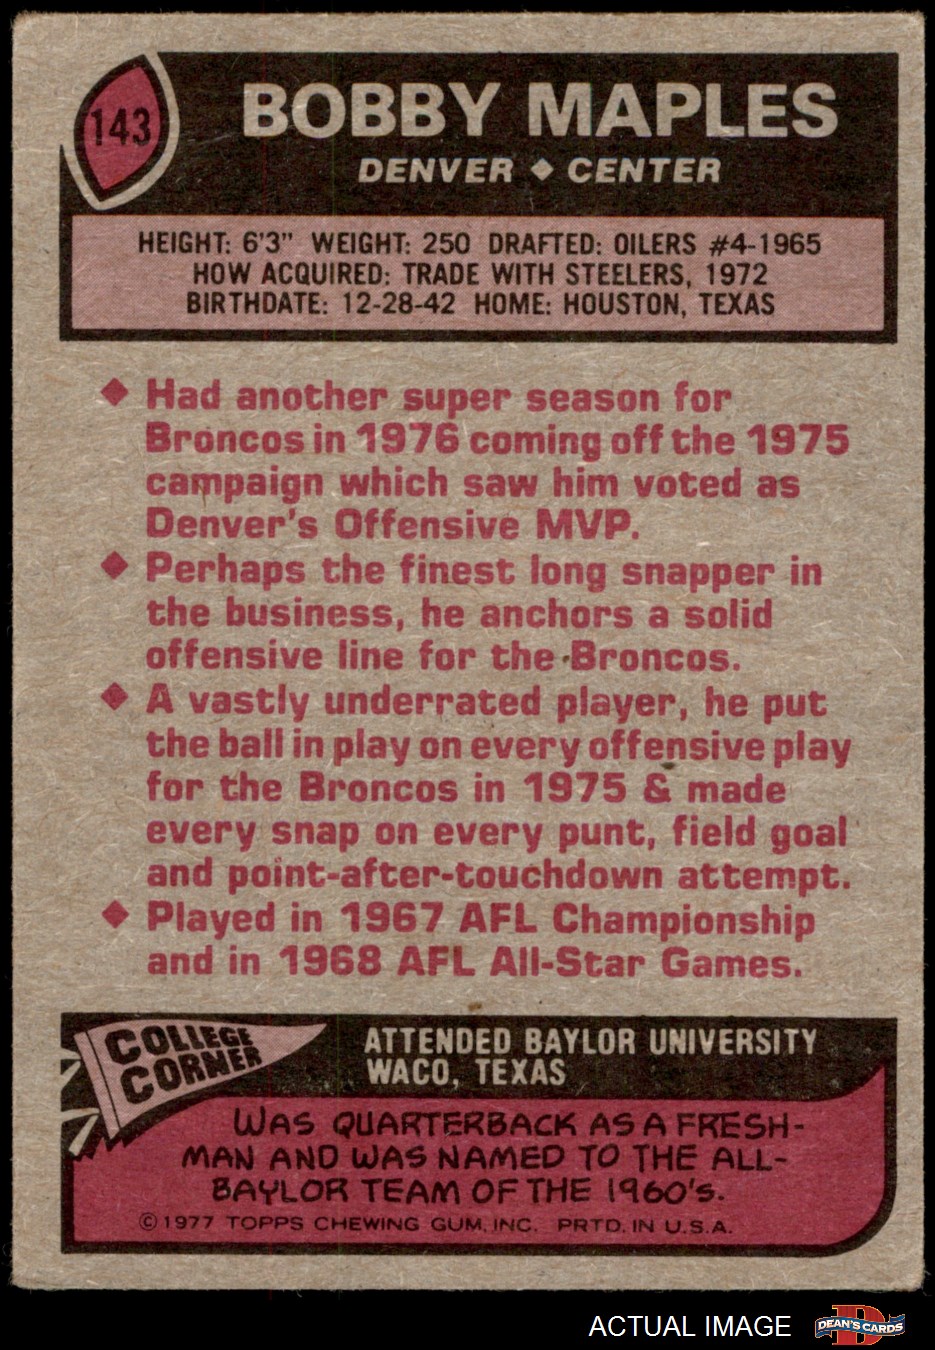 143
BOBBY MAPLES
DENVER ◆ CENTER
HEIGHT: 6'3" WEIGHT: 250 DRAFTED: OILERS #4-1965
HOW ACQUIRED: TRADE WITH STEELERS, 1972
BIRTHDATE: 12-28-42 HOME: HOUSTON, TEXAS
◆ Had another super season for
Broncos in 1976 coming off the 1975
campaign which saw him voted as
Denver's Offensive MVP.
◆ Perhaps the finest long snapper in
the business, he anchors a solid
offensive line for the Broncos.
◆ A vastly underrated player, he put
the ball in play on every offensive play
for the Broncos in 1975 & made
every snap on every punt, field goal
and point-after-touchdown attempt.
◆ Played in 1967 AFL Championship
and in 1968 AFL All-Star Games.
COLLEGE
CORNER
ATTENDED BAYLOR UNIVERSITY
WACO, TEXAS
WAS QUARTERBACK AS A FRESH-
MAN AND WAS NAMED TO THE ALL-
BAYLOR TEAM OF THE 1960's.
© 1977 TOPPS CHEWING GUM, INC. PRTD. IN U.S.A.
ACTUAL IMAGE
DEAN'S CARDS